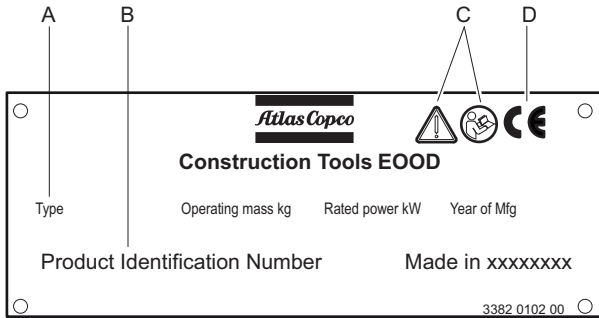 A B C D
Atlas Copco
CE
Construction Tools EOOD
Type Operating mass kg Rated power kW Year of Mfg
Product Identification Number Made in xxxxxxxx
3382 0102 00